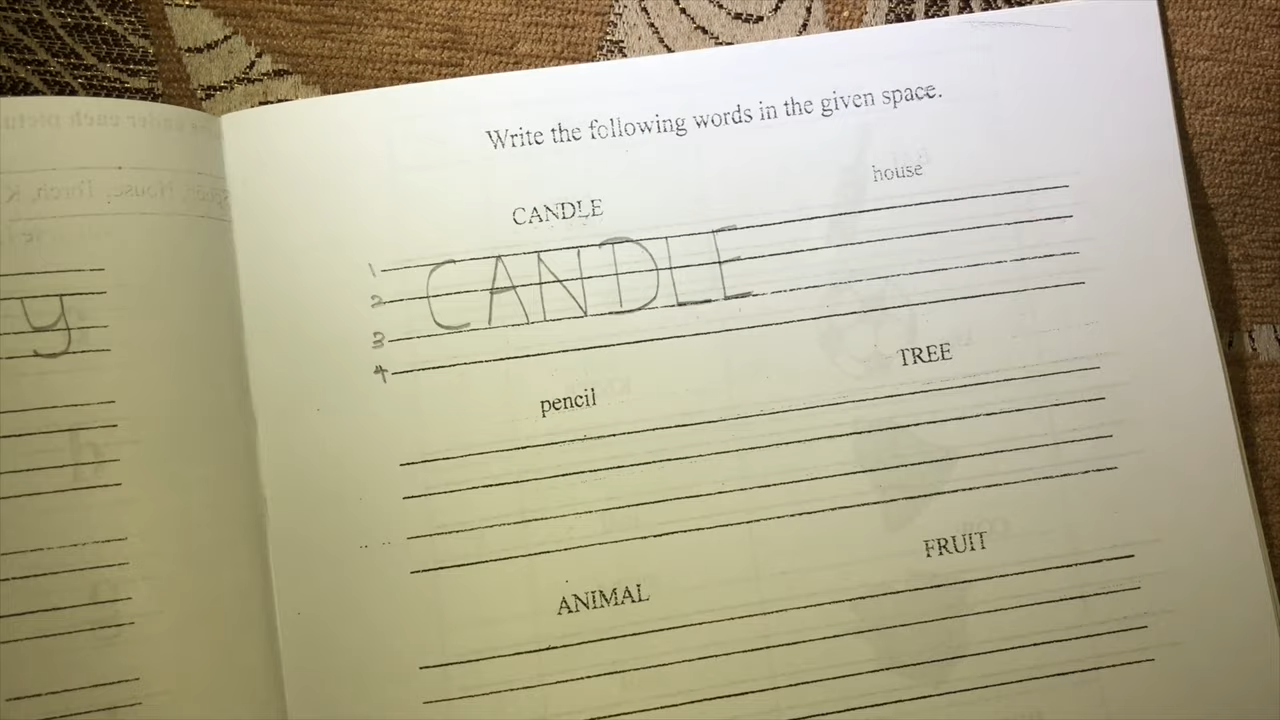 Write the following words in the given space.
CANDLE house
1
2
3
4
CANDLE
pencil TREE
ANIMAL FRUIT
y